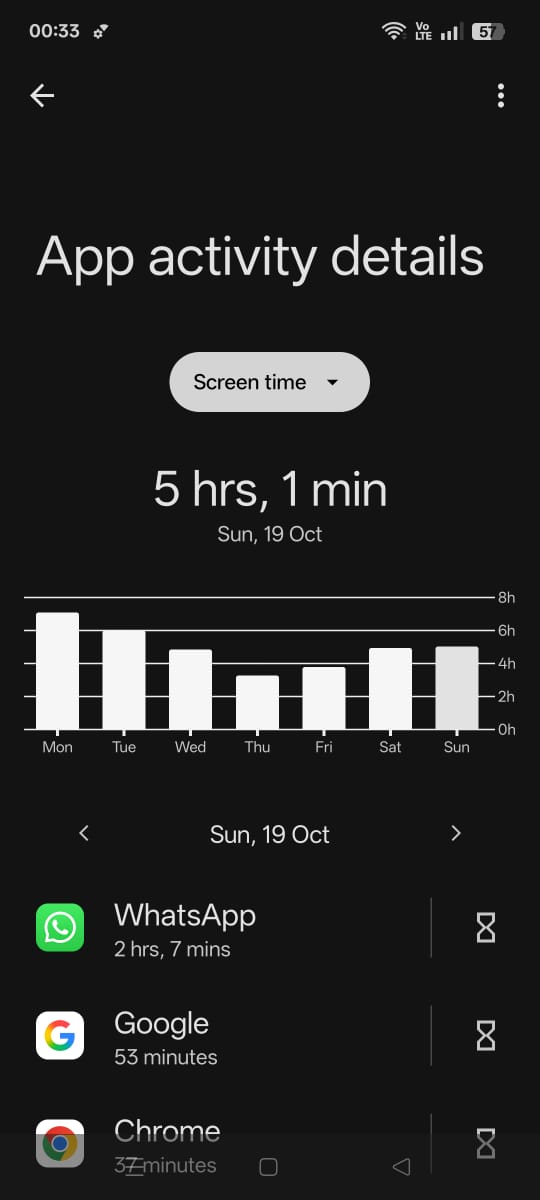 00:33
Vo
LTE
57
App activity details
Screen time
5 hrs, 1 min
Sun, 19 Oct
8h
6h
4h
2h
0h
Mon Tue Wed Thu Fri Sat Sun
Sun, 19 Oct
WhatsApp
2 hrs, 7 mins
Google
53 minutes
Chrome
37 minutes